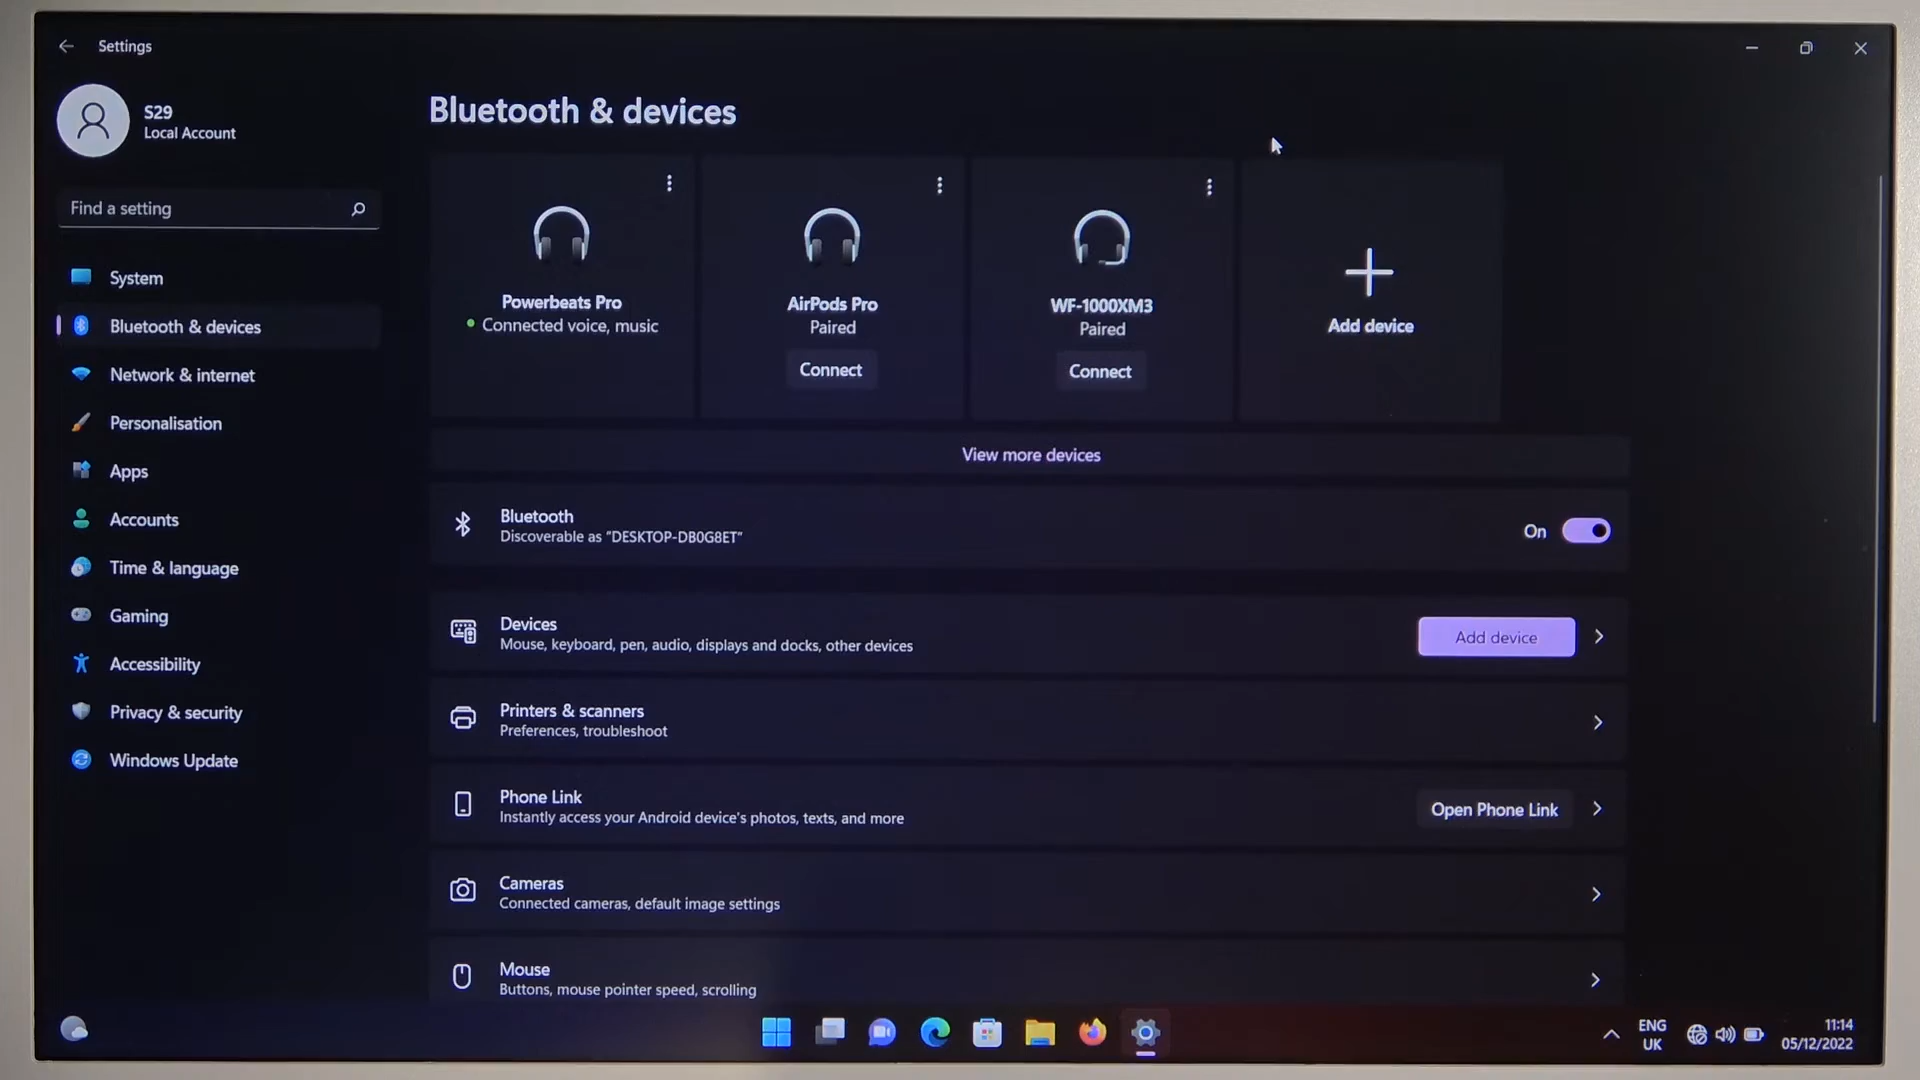 Settings
S29
Local Account
Find a setting
System
Bluetooth & devices
Network & internet
Personalisation
Apps
Accounts
Time & language
Gaming
Accessibility
Privacy & security
Windows Update
Bluetooth & devices
Powerbeats Pro
Connected voice, music
AirPods Pro
Paired
Connect
WF-1000XM3
Paired
Connect
Add device
View more devices
Bluetooth
Discoverable as "DESKTOP-DB0G8ET"
On
Devices
Mouse, keyboard, pen, audio, displays and docks, other devices
Add device
Printers & scanners
Preferences, troubleshoot
Phone Link
Instantly access your Android device's photos, texts, and more
Open Phone Link
Cameras
Connected cameras, default image settings
Mouse
Buttons, mouse pointer speed, scrolling
ENG
UK
11:14
05/12/2022